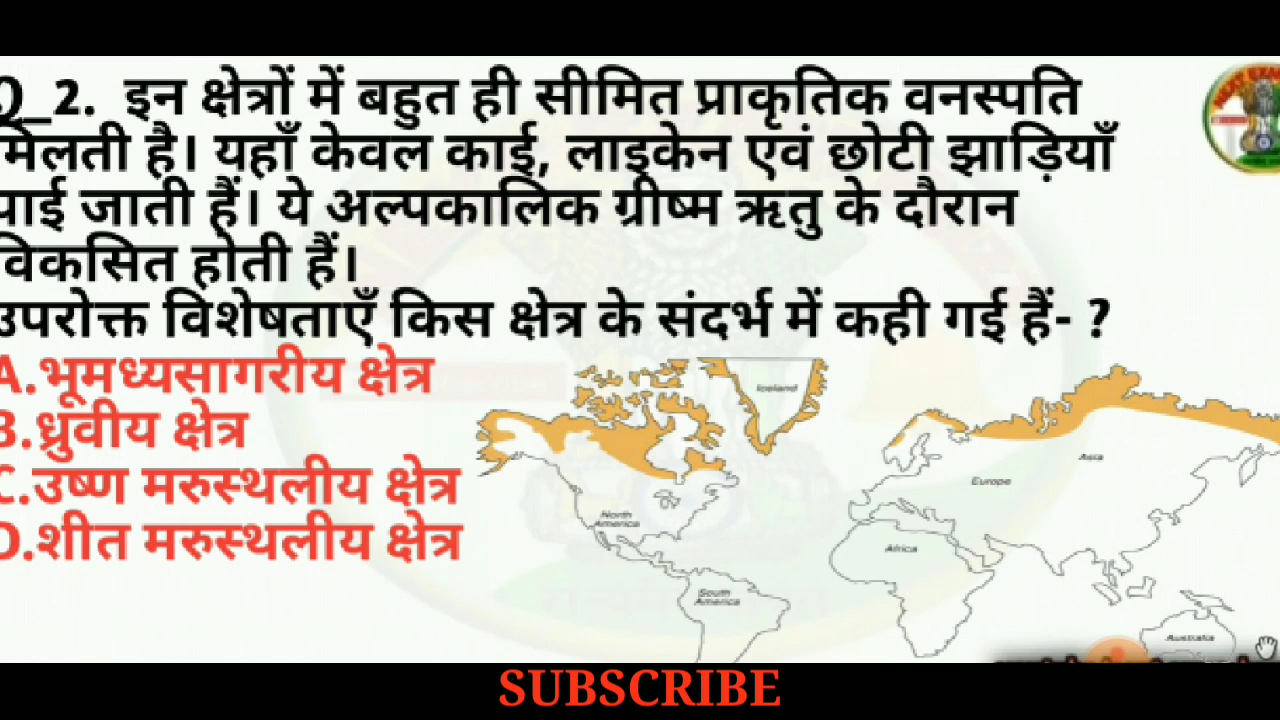 Q_2. इन क्षेत्रों में बहुत ही सीमित प्राकृतिक वनस्पति
मिलती है। यहाँ केवल काई, लाइकेन एवं छोटी झाड़ियाँ
पाई जाती हैं। ये अल्पकालिक ग्रीष्म ऋतु के दौरान
विकसित होती हैं।
उपरोक्त विशेषताएँ किस क्षेत्र के संदर्भ में कही गई हैं- ?
A.भूमध्यसागरीय क्षेत्र
B.ध्रुवीय क्षेत्र
C.उष्ण मरुस्थलीय क्षेत्र
D.शीत मरुस्थलीय क्षेत्र
Iceland
Asia
Europe
North
America
Africa
South
America
Australia
SUBSCRIBE